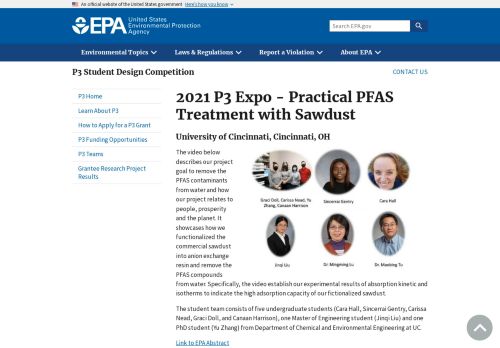 An official website of the United States government Here's how you know
EPA United States
Environmental Protection
Agency
Search EPA.gov
Environmental Topics Laws & Regulations Report a Violation About EPA
P3 Student Design Competition
CONTACT US
P3 Home
Learn About P3
How to Apply for a P3 Grant
P3 Funding Opportunities
P3 Teams
Grantee Research Project
Results
2021 P3 Expo - Practical PFAS
Treatment with Sawdust
University of Cincinnati, Cincinnati, OH
The video below
describes our project
goal to remove the
PFAS contaminants
from water and how
our project relates to
people, prosperity
and the planet. It
showcases how we
functionalized the
commercial sawdust
into anion exchange
resin and remove the
PFAS compounds
from water. Specifically, the video establish our experimental results of absorption kinetic and
isotherms to indicate the high adsorption capacity of our fictionalized sawdust.
Graci Doll, Carissa Nead, Yu
Zhang, Canaan Harrison
Sincerrai Gentry
Cara Hall
Jinqi Liu
Dr. Mingming Lu
Dr. Maobing Tu
The student team consists of five undergraduate students (Cara Hall, Sincerrai Gentry, Carissa
Nead, Graci Doll, and Canaan Harrison), one Master of Engineering student (Jinqi Liu) and one
PhD student (Yu Zhang) from Department of Chemical and Environmental Engineering at UC.
Link to EPA Abstract